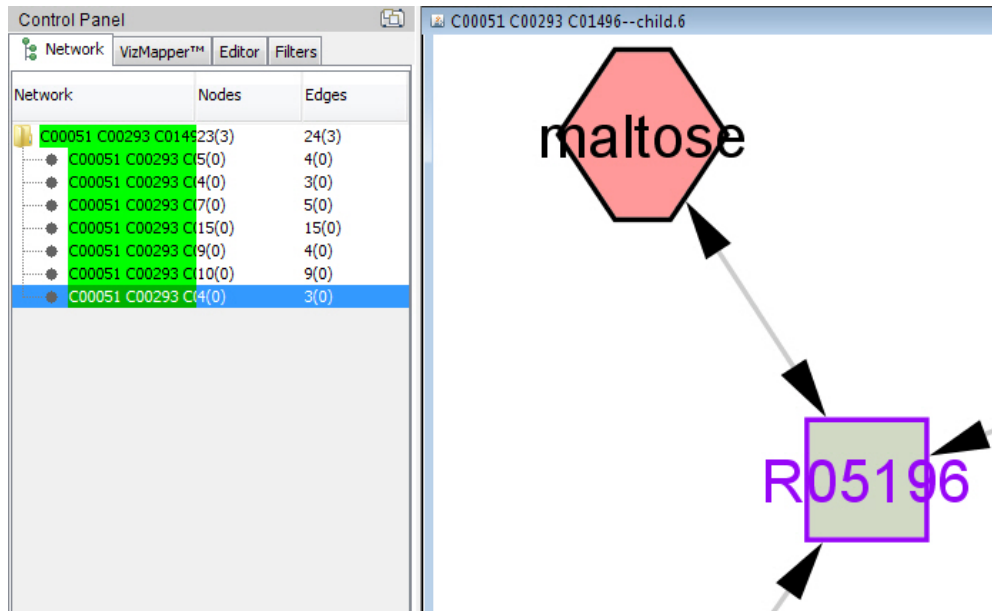 Control Panel
Network VizMapper™ Editor Filters
Network Nodes Edges
C00051 C00293 C0149 23(3) 24(3)
C00051 C00293 C( 5(0) 4(0)
C00051 C00293 C( 4(0) 3(0)
C00051 C00293 C( 7(0) 5(0)
C00051 C00293 C( 15(0) 15(0)
C00051 C00293 C( 9(0) 4(0)
C00051 C00293 C( 10(0) 9(0)
C00051 C00293 C( 4(0) 3(0)
C00051 C00293 C01496--child.6
maltose
R05196